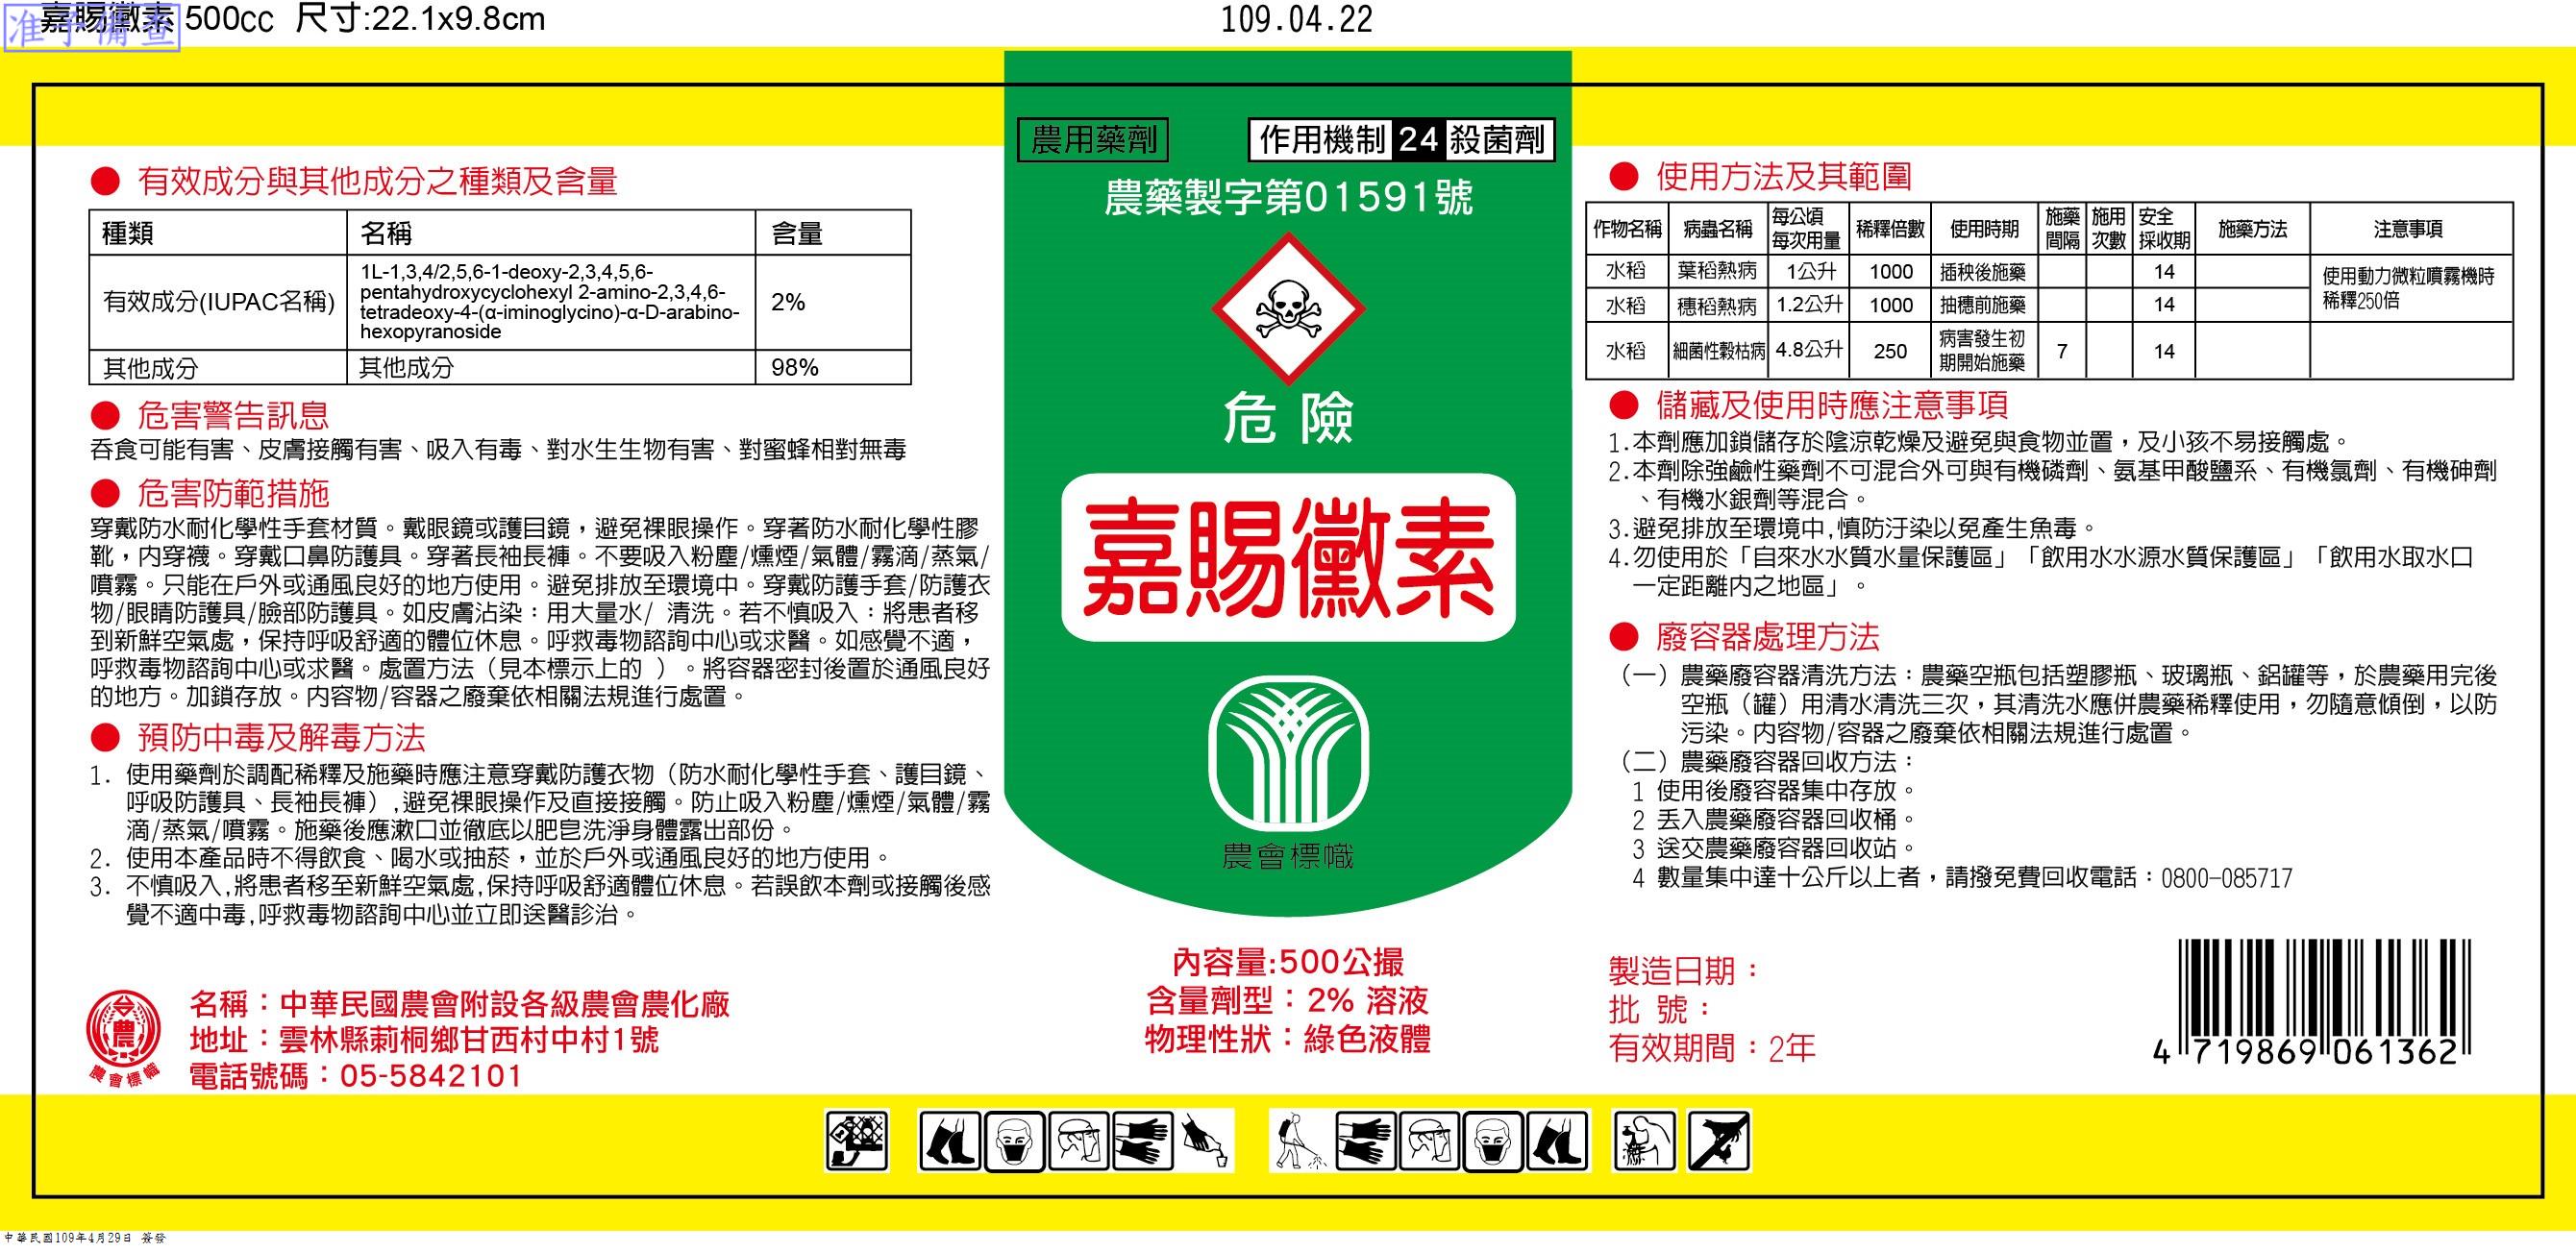 嘉賜黴素 500cc 尺寸:22.1x9.8cm
准予備查
109.04.22
● 有效成分與其他成分之種類及含量
種類 名稱 含量
有效成分(IUPAC名稱) 1L-1,3,4/2,5,6-1-deoxy-2,3,4,5,6- 2%
pentahydroxycyclohexyl 2-amino-2,3,4,6-
tetradeoxy-4-(α-iminoglycino)-α-D-arabino-
hexopyranoside
其他成分 其他成分 98%
● 危害警告訊息
吞食可能有害、皮膚接觸有害、吸入有毒、對水生生物有害、對蜜蜂相對無毒
● 危害防範措施
穿戴防水耐化學性手套材質。戴眼鏡或護目鏡，避免裸眼操作。穿著防水耐化學性膠
靴，內穿襪。穿戴口鼻防護具。穿著長袖長褲。不要吸入粉塵/燻煙/氣體/霧滴/蒸氣/
噴霧。只能在戶外或通風良好的地方使用。避免排放至環境中。穿戴防護手套/防護衣
物/眼睛防護具/臉部防護具。如皮膚沾染：用大量水/ 清洗。若不慎吸入：將患者移
到新鮮空氣處，保持呼吸舒適的體位休息。呼救毒物諮詢中心或求醫。如感覺不適，
呼救毒物諮詢中心或求醫。處置方法（見本標示上的 ）。將容器密封後置於通風良好
的地方。加鎖存放。內容物/容器之廢棄依相關法規進行處置。
● 預防中毒及解毒方法
1. 使用藥劑於調配稀釋及施藥時應注意穿戴防護衣物（防水耐化學性手套、護目鏡、
呼吸防護具、長袖長褲）,避免裸眼操作及直接接觸。防止吸入粉塵/燻煙/氣體/霧
滴/蒸氣/噴霧。施藥後應漱口並徹底以肥皂洗淨身體露出部份。
2. 使用本產品時不得飲食、喝水或抽菸，並於戶外或通風良好的地方使用。
3. 不慎吸入,將患者移至新鮮空氣處,保持呼吸舒適體位休息。若誤飲本劑或接觸後感
覺不適中毒,呼救毒物諮詢中心並立即送醫診治。
農
農會標幟
名稱：中華民國農會附設各級農會農化廠
地址：雲林縣莿桐鄉甘西村中村1號
電話號碼：05-5842101
農用藥劑
作用機制 24 殺菌劑
農藥製字第01591號
危險
嘉賜黴素
農會標幟
內容量:500公撮
含量劑型：2% 溶液
物理性狀：綠色液體
● 使用方法及其範圍
作物名稱 病蟲名稱 每公頃每次用量 稀釋倍數 使用時期 施藥間隔 施用次數 安全採收期 施藥方法 注意事項
水稻 葉稻熱病 1公升 1000 插秧後施藥 14 使用動力微粒噴霧機時
稀釋250倍
水稻 穗稻熱病 1.2公升 1000 抽穗前施藥 14
水稻 細菌性穀枯病 4.8公升 250 病害發生初期開始施藥 7 14
● 儲藏及使用時應注意事項
1.本劑應加鎖儲存於陰涼乾燥及避免與食物並置，及小孩不易接觸處。
2.本劑除強鹼性藥劑不可混合外可與有機磷劑、氨基甲酸鹽系、有機氯劑、有機砷劑
、有機水銀劑等混合。
3.避免排放至環境中,慎防汙染以免產生魚毒。
4.勿使用於「自來水水質水量保護區」「飲用水水源水質保護區」「飲用水取水口
一定距離內之地區」。
● 廢容器處理方法
（一）農藥廢容器清洗方法：農藥空瓶包括塑膠瓶、玻璃瓶、鋁罐等，於農藥用完後
空瓶（罐）用清水清洗三次，其清洗水應併農藥稀釋使用，勿隨意傾倒，以防
污染。內容物/容器之廢棄依相關法規進行處置。
（二）農藥廢容器回收方法：
1 使用後廢容器集中存放。
2 丟入農藥廢容器回收桶。
3 送交農藥廢容器回收站。
4 數量集中達十公斤以上者，請撥免費回收電話：0800-085717
製造日期：
批 號：
有效期間：2年
4 719869 061362
中華民國109年4月29日 簽發